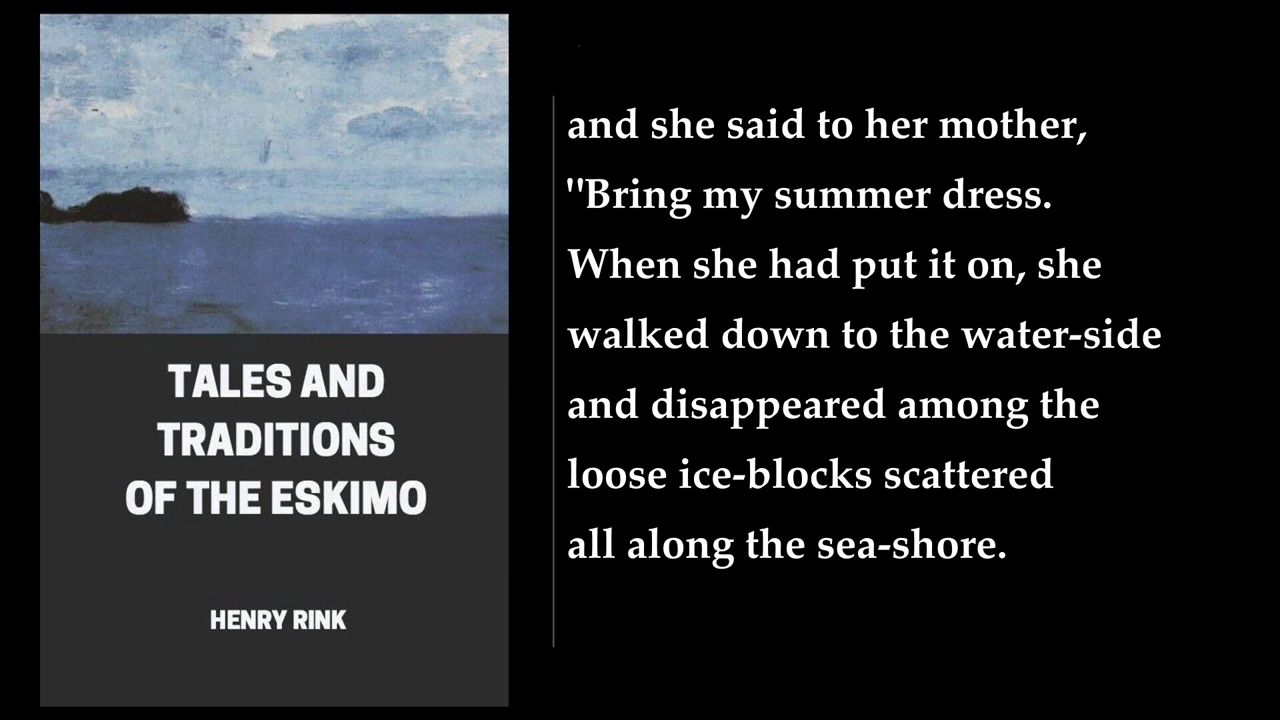 TALES AND
TRADITIONS
OF THE ESKIMO
HENRY RINK
and she said to her mother,
"Bring my summer dress.
When she had put it on, she
walked down to the water-side
and disappeared among the
loose ice-blocks scattered
all along the sea-shore.